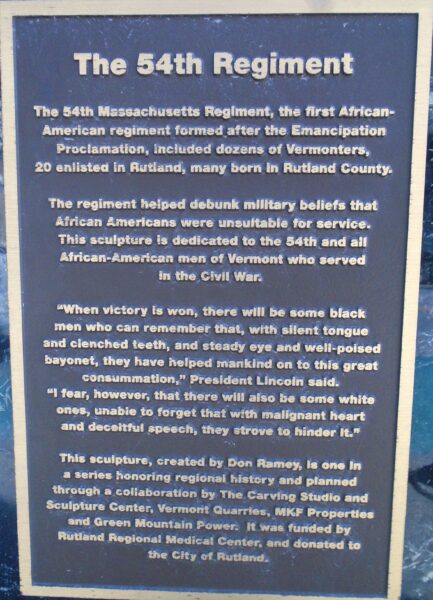 The 54th Regiment
The 54th Massachusetts Regiment, the first African-
American regiment formed after the Emancipation
Proclamation, included dozens of Vermonters,
20 enlisted in Rutland, many born in Rutland County.
The regiment helped debunk military beliefs that
African Americans were unsuitable for service.
This sculpture is dedicated to the 54th and all
African-American men of Vermont who served
in the Civil War.
"When victory is won, there will be some black
men who can remember that, with silent tongue
and clenched teeth, and steady eye and well-poised
bayonet, they have helped mankind on to this great
consummation," President Lincoln said.
"I fear, however, that there will also be some white
ones, unable to forget that with malignant heart
and deceitful speech, they strove to hinder it."
This sculpture, created by Don Ramey, is one in
a series honoring regional history and planned
through a collaboration by The Carving Studio and
Sculpture Center, Vermont Quarries, MKF Properties
and Green Mountain Power. It was funded by
Rutland Regional Medical Center, and donated to
the City of Rutland.